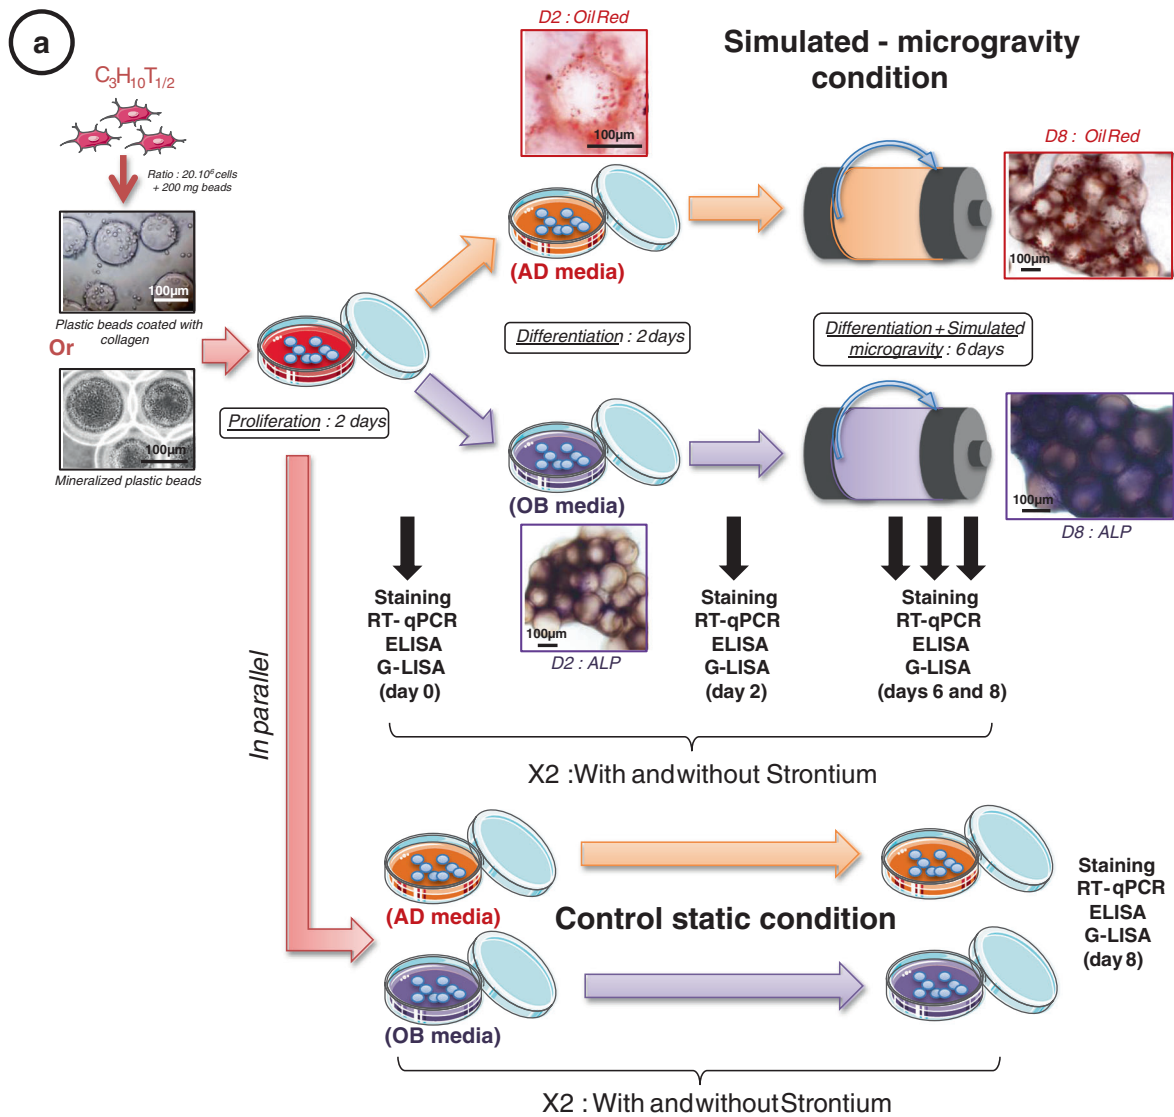 a
C3H10T1/2
Ratio : 20.10⁶ cells
+ 200 mg beads
100µm
Plastic beads coated with
collagen
Or
100µm
Mineralized plastic beads
Proliferation : 2 days
D2 : Oil Red
100µm
Simulated - microgravity
condition
(AD media)
D8 : Oil Red
100µm
Differentiation : 2 days
Differentiation + Simulated
microgravity : 6 days
(OB media)
100µm
D8 : ALP
100µm
D2 : ALP
Staining
RT- qPCR
ELISA
G-LISA
(day 0)
Staining
RT-qPCR
ELISA
G-LISA
(day 2)
Staining
RT-qPCR
ELISA
G-LISA
(days 6 and 8)
In parallel
X2 : With and without Strontium
(AD media)
Control static condition
(OB media)
Staining
RT-qPCR
ELISA
G-LISA
(day 8)
X2 : With and without Strontium